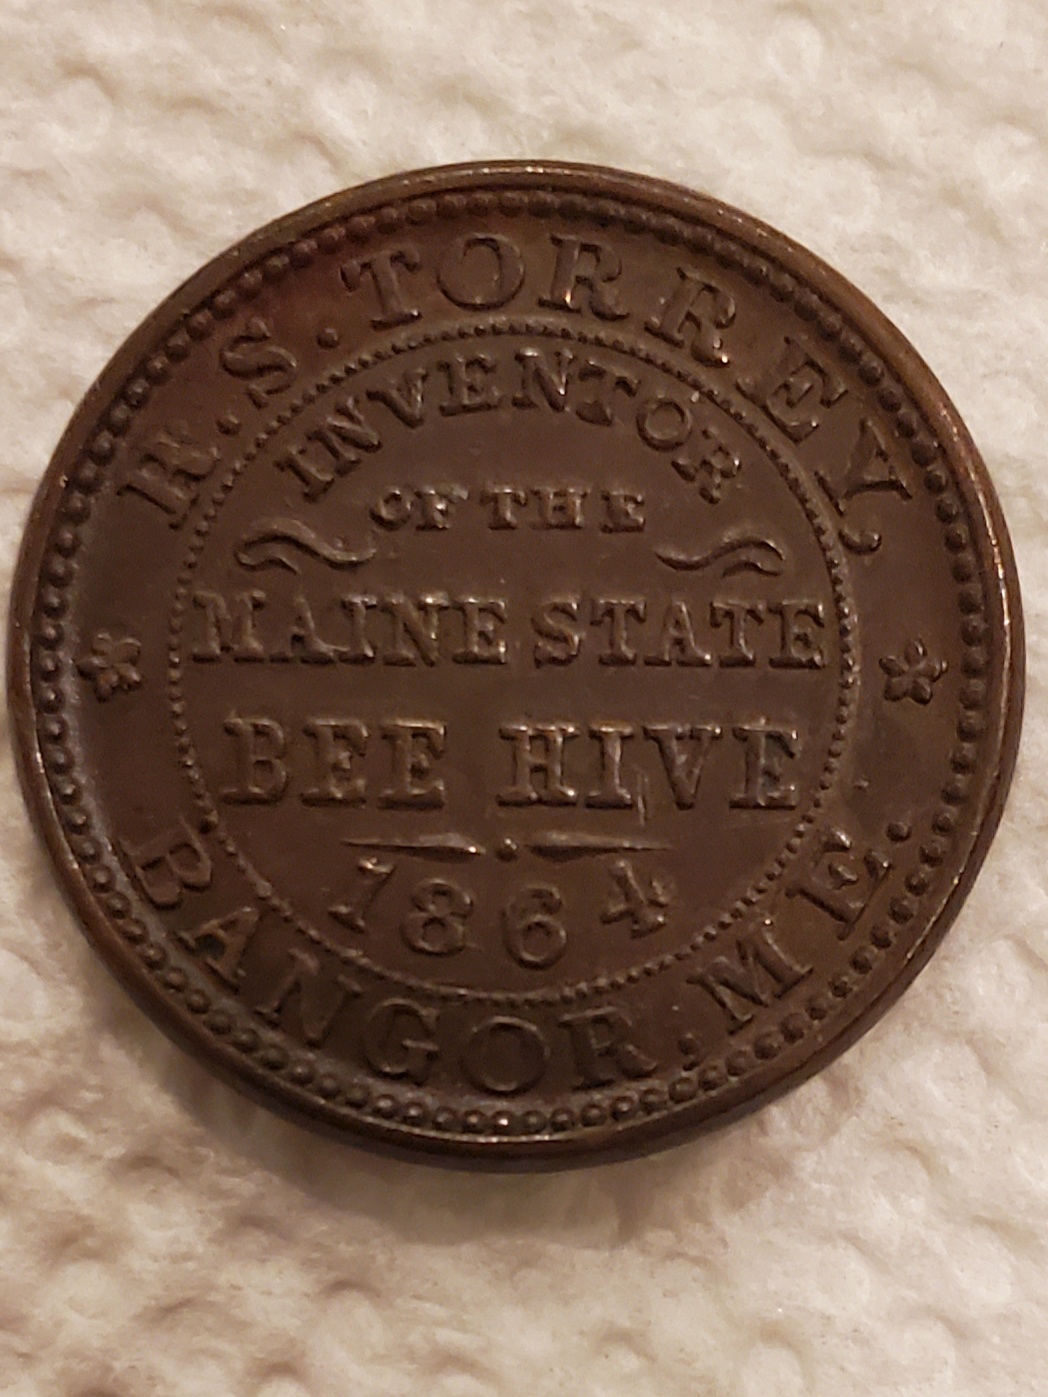 R. S. TORREY,
INVENTOR
OF THE
MAINE STATE
BEE HIVE
1864
BANGOR, ME.